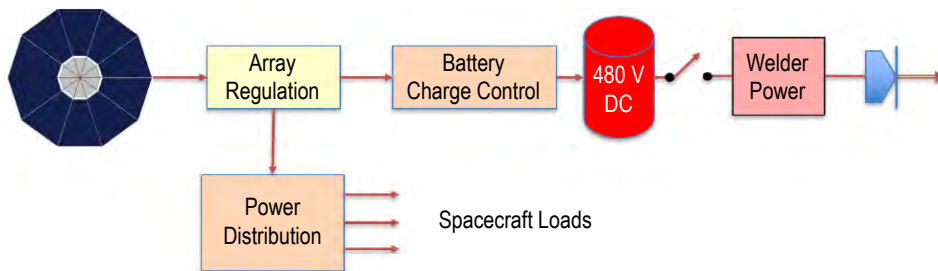 Array
Regulation
Battery
Charge Control
480 V
DC
Welder
Power
Power
Distribution
Spacecraft Loads